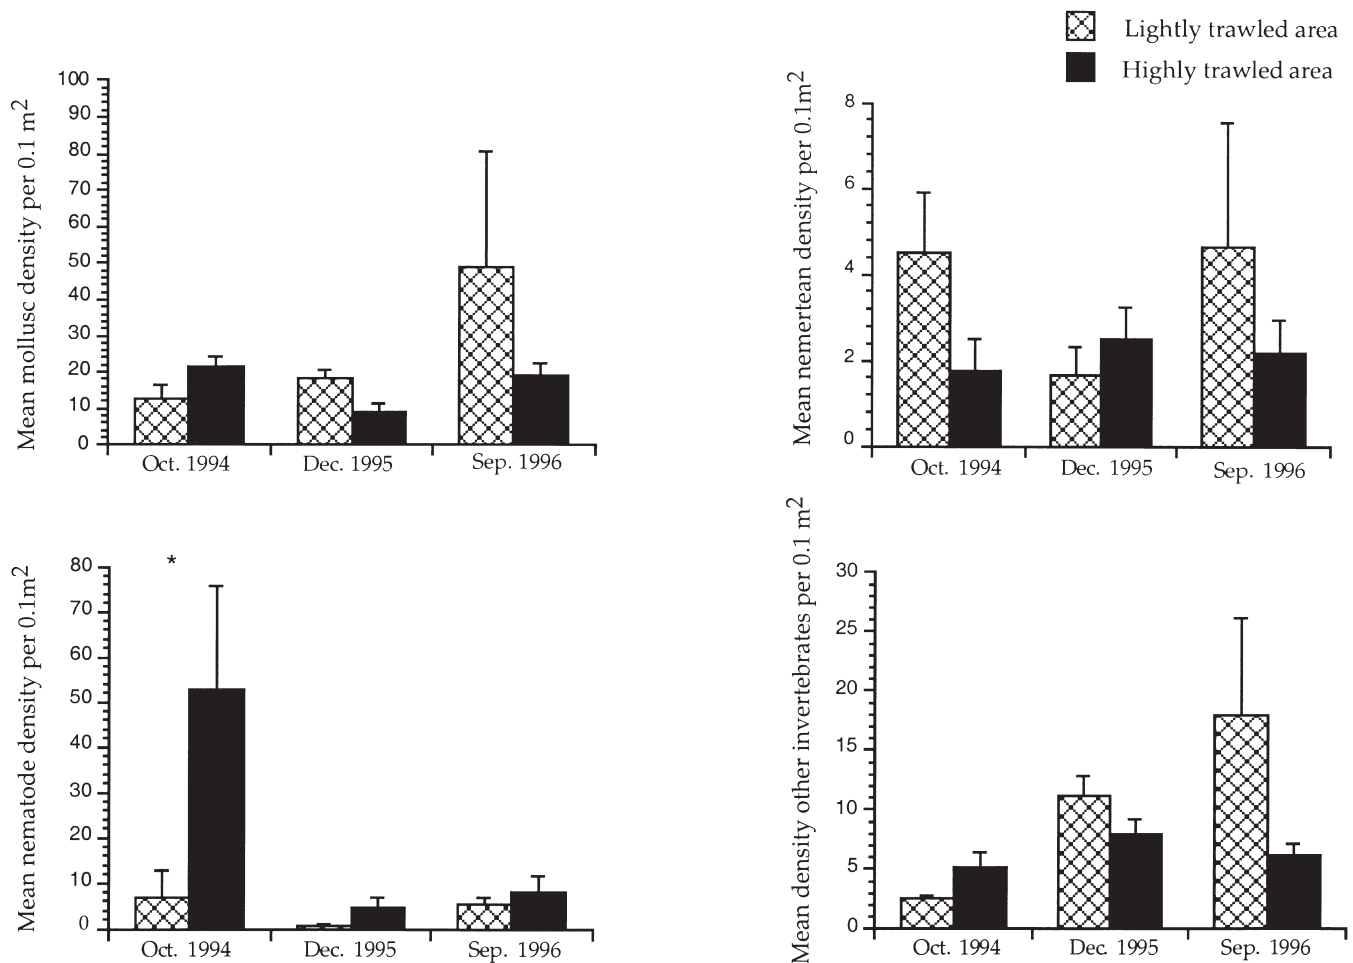 Lightly trawled area
Highly trawled area
Mean mollusc density per 0.1 m2
100
90
80
70
60
50
40
30
20
10
0
Oct. 1994
Dec. 1995
Sep. 1996
Mean nemertean density per 0.1m2
8
6
4
2
0
Oct. 1994
Dec. 1995
Sep. 1996
Mean nematode density per 0.1m2
80
70
60
50
40
30
20
10
0
*
Oct. 1994
Dec. 1995
Sep. 1996
Mean density other invertebrates per 0.1 m2
30
25
20
15
10
5
0
Oct. 1994
Dec. 1995
Sep. 1996